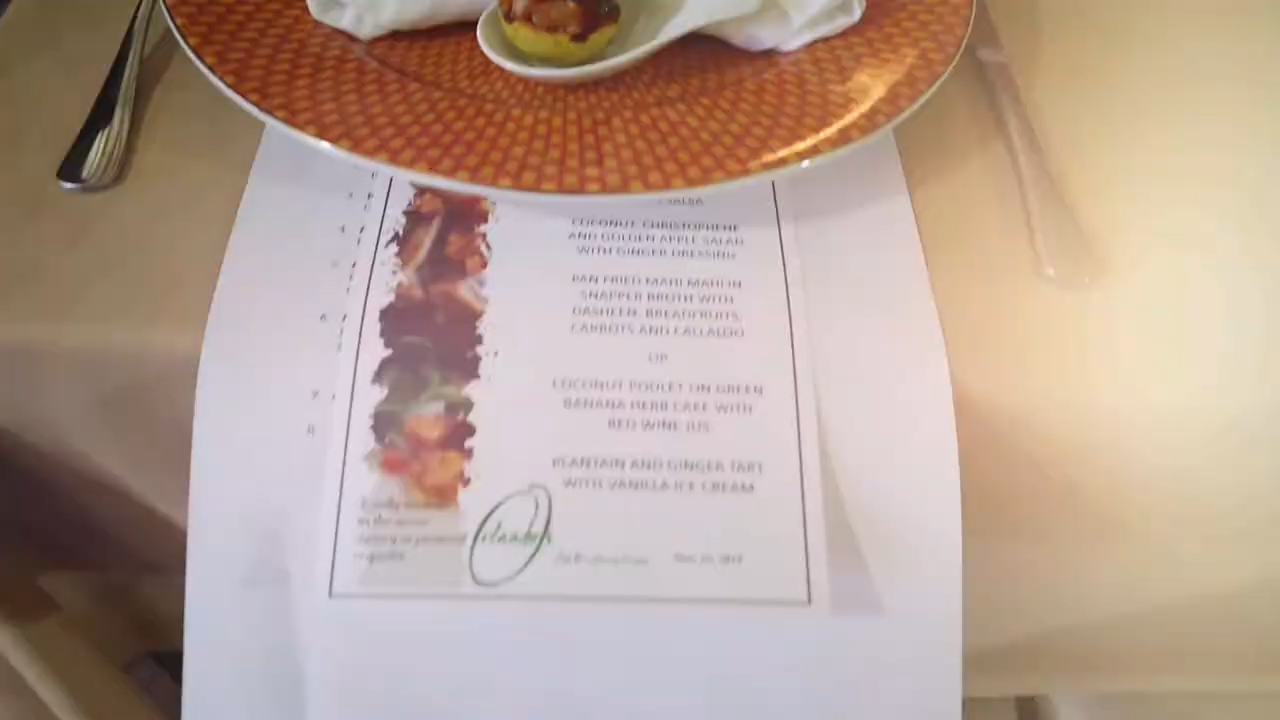 SALSA
COCONUT, CHRISTOPHENE
AND GOLDEN APPLE SALAD
WITH GINGER DRESSING
PAN FRIED MAHI MAHI IN
SNAPPER BROTH WITH
DASHEEN, BREADFRUITS,
CARROTS AND CALLALOO
OR
COCONUT POULET ON GREEN
BANANA HERB CAKE WITH
RED WINE JUS
PLANTAIN AND GINGER TART
WITH VANILLA ICE CREAM